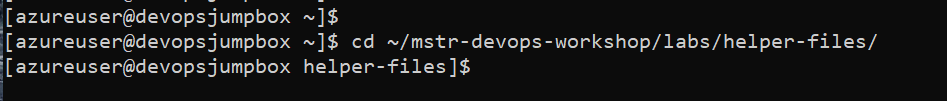 [azureuser@devopsjumpbox ~]$
[azureuser@devopsjumpbox ~]$ cd ~/mstr-devops-workshop/labs/helper-files/
[azureuser@devopsjumpbox helper-files]$